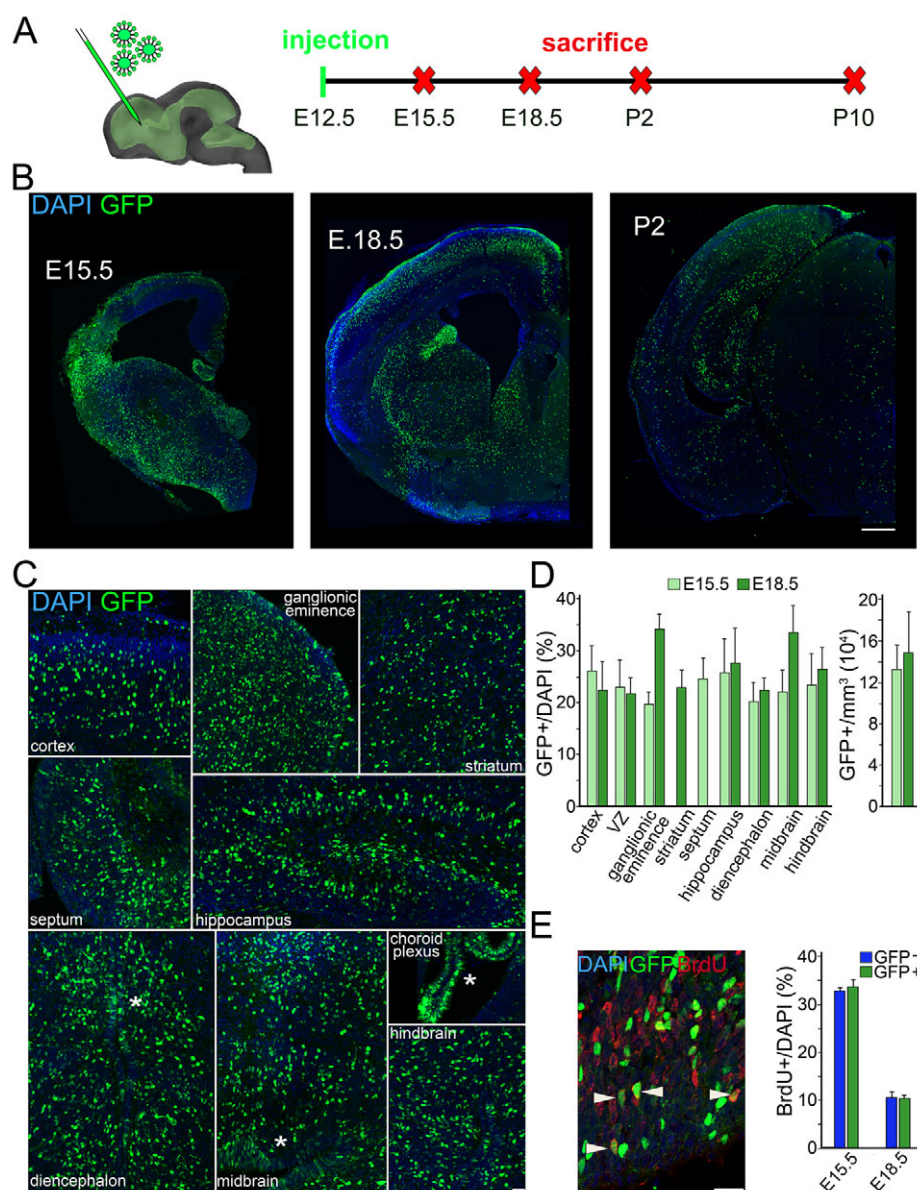 A
injection
sacrifice
E12.5 E15.5 E18.5 P2 P10
B
DAPI GFP
E15.5
E.18.5
P2
C
DAPI GFP
cortex
ganglionic
eminence
striatum
septum
hippocampus
diencephalon
midbrain
choroid
plexus
hindbrain
*
*
*
D
E15.5 E18.5
GFP+/DAPI (%)
40
30
20
10
0
cortex
VZ
ganglionic
eminence
striatum
septum
hippocampus
diencephalon
midbrain
hindbrain
GFP+/mm³ (10⁴)
20
16
12
8
4
0
E
DAPI GFP BrdU
BrdU+/DAPI (%)
40
30
20
10
0
GFP-
GFP+
E15.5
E18.5